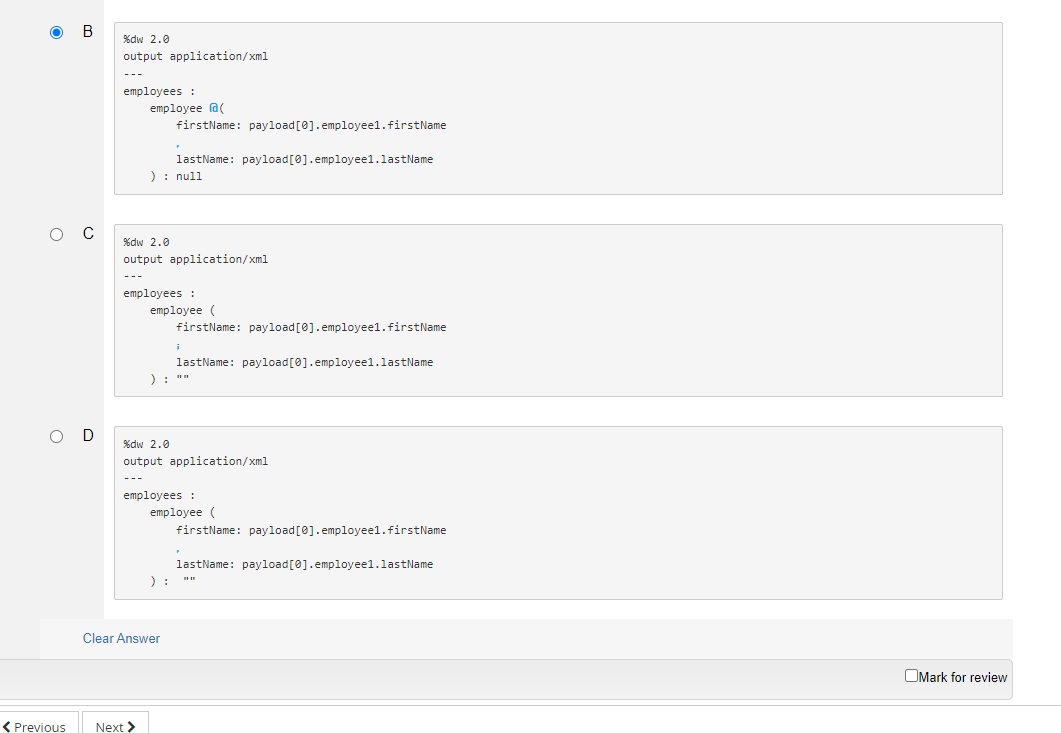 B
%dw 2.0
output application/xml
---
employees :
    employee @(
        firstName: payload[0].employee1.firstName
        ,
        lastName: payload[0].employee1.lastName
    ) : null
C
%dw 2.0
output application/xml
---
employees :
    employee (
        firstName: payload[0].employee1.firstName
        ;
        lastName: payload[0].employee1.lastName
    ) : ""
D
%dw 2.0
output application/xml
---
employees :
    employee (
        firstName: payload[0].employee1.firstName
        ,
        lastName: payload[0].employee1.lastName
    ) :  ""
Clear Answer
Mark for review
Previous
Next